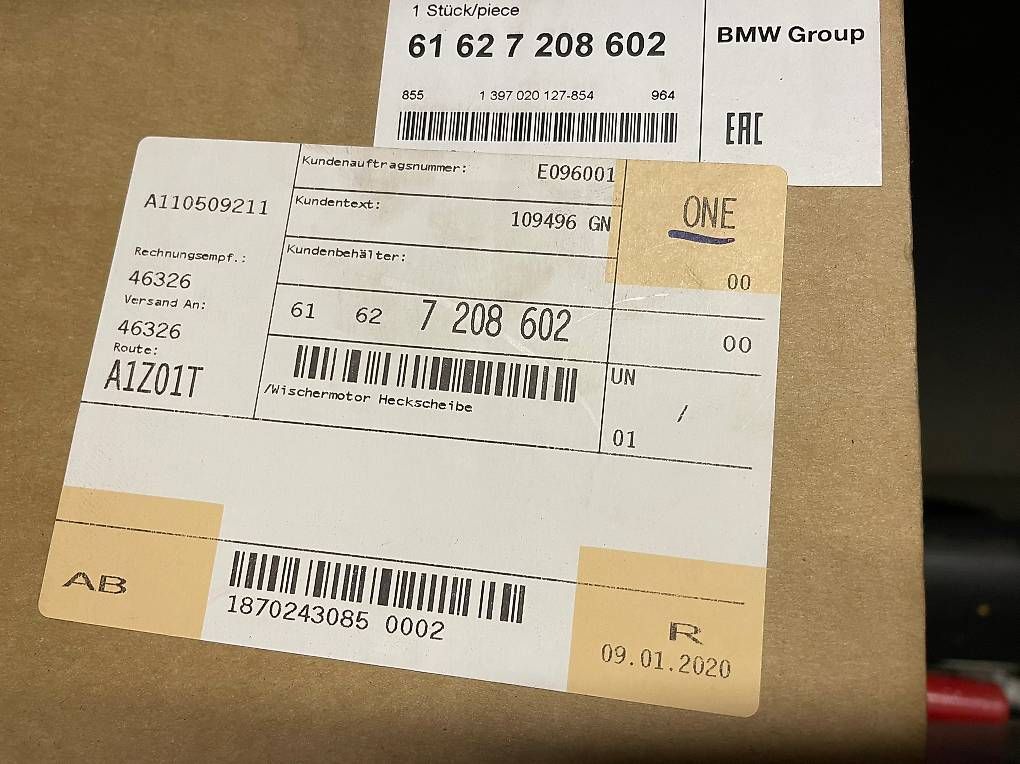 1 Stück/piece
61 62 7 208 602
855 1 397 020 127-854 964
BMW Group
EAC
A110509211
Rechnungsempf.:
46326
Versand An:
46326
Route:
A1Z01T
Kundenauftragsnummer: E096001
Kundentext:
109496 GN
Kundenbehälter:
61 62 7 208 602
/Wischermotor Heckscheibe
ONE
00
00
UN
/
01
AB
1870243085 0002
R
09.01.2020